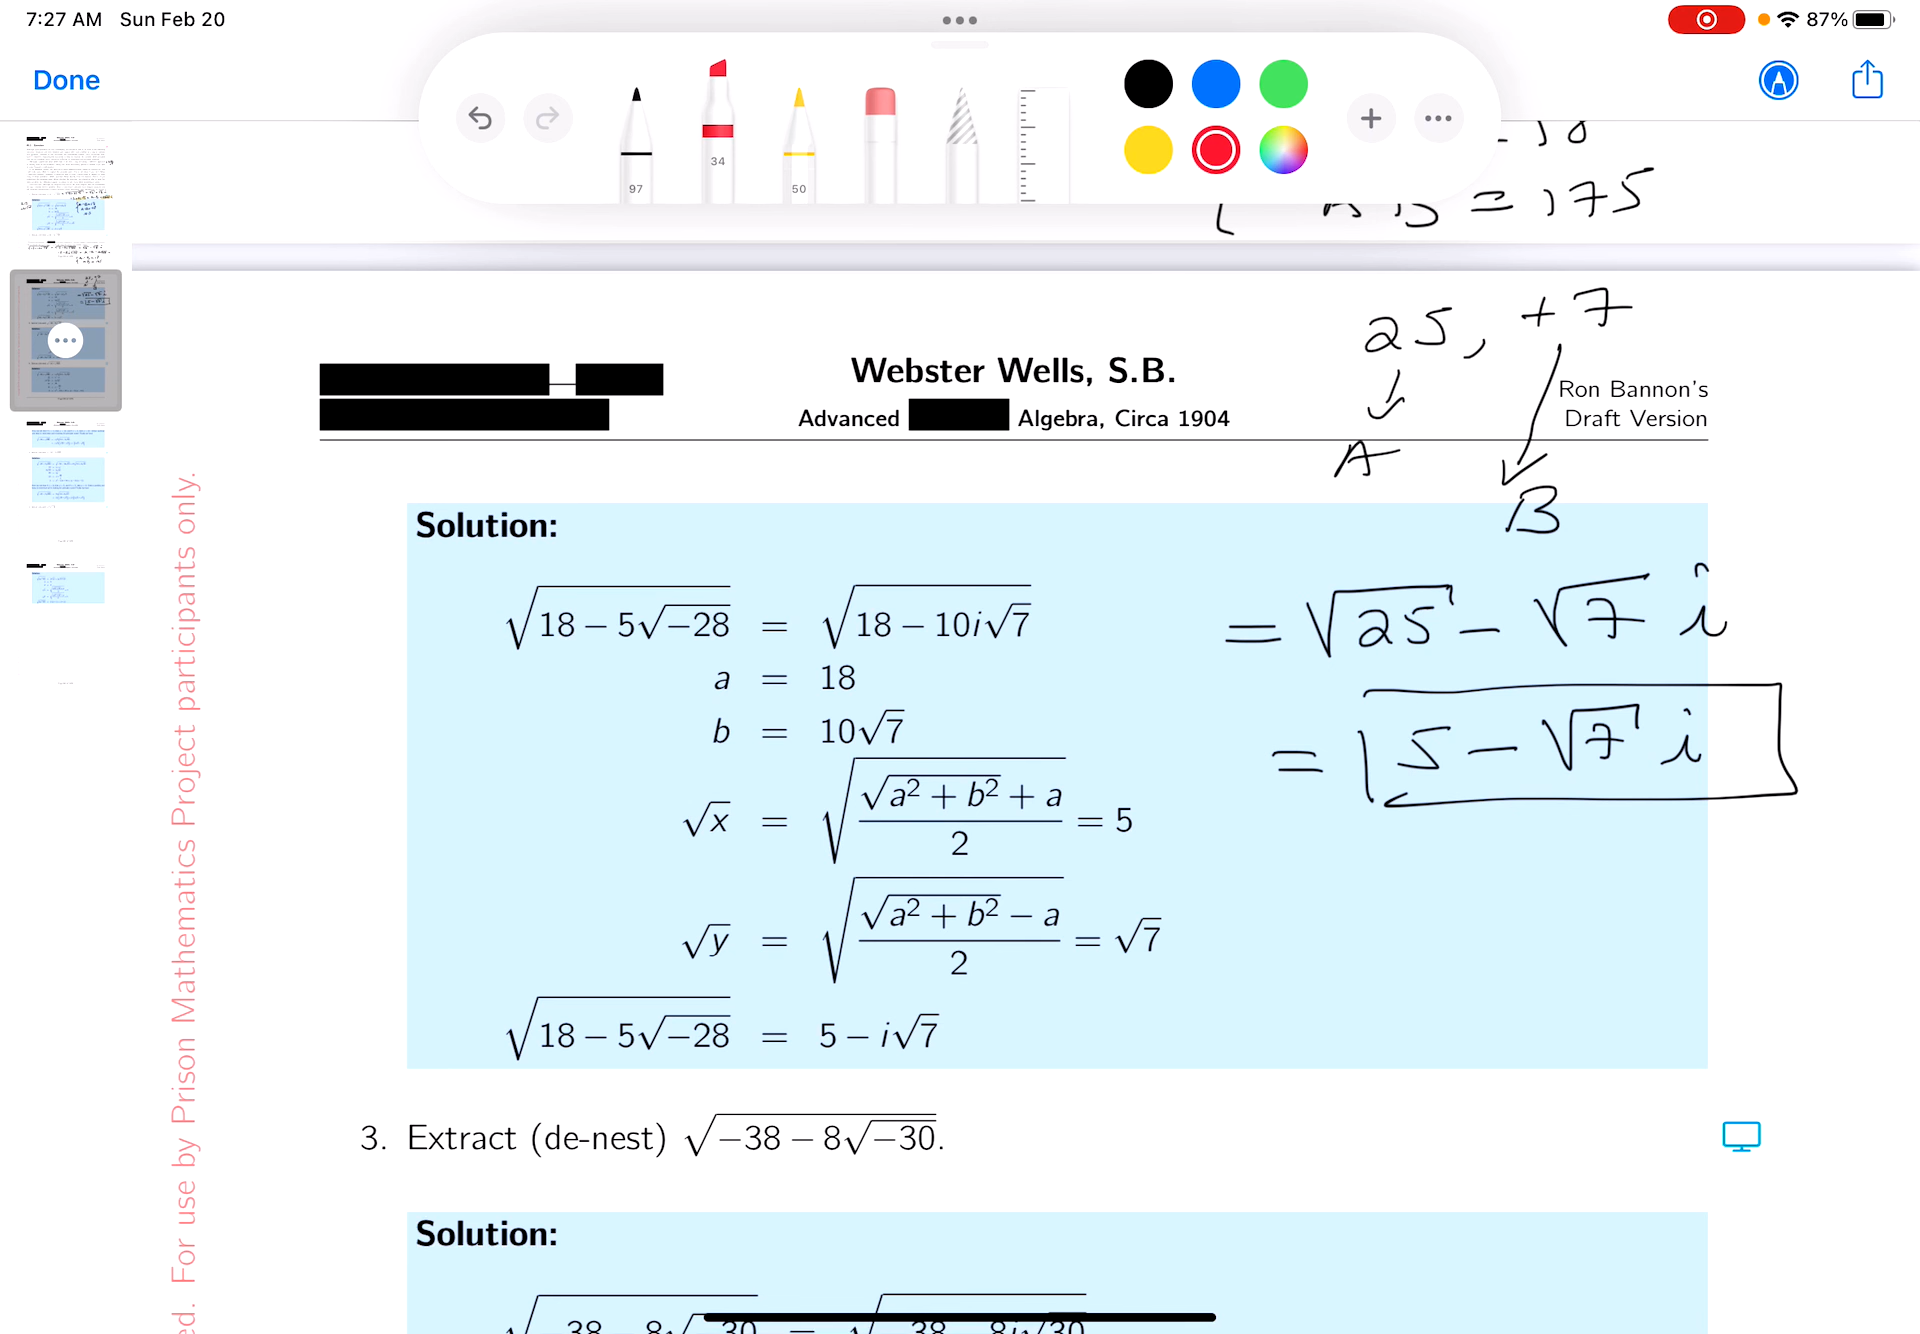 7:27 AM Sun Feb 20
87%
Done
97
34
50
= 175
25, +7
A
B
Webster Wells, S.B.
Advanced Algebra, Circa 1904
Ron Bannon's
Draft Version
Solution:
√(18 − 5√−28) = √(18 − 10i√7)
a = 18
b = 10√7
√x = √((√(a² + b²) + a)/2) = 5
√y = √((√(a² + b²) − a)/2) = √7
√(18 − 5√−28) = 5 − i√7
= √25 − √7 i
= 5 − √7 i
3. Extract (de-nest) √(−38 − 8√−30).
Solution:
ed. For use by Prison Mathematics Project participants only.